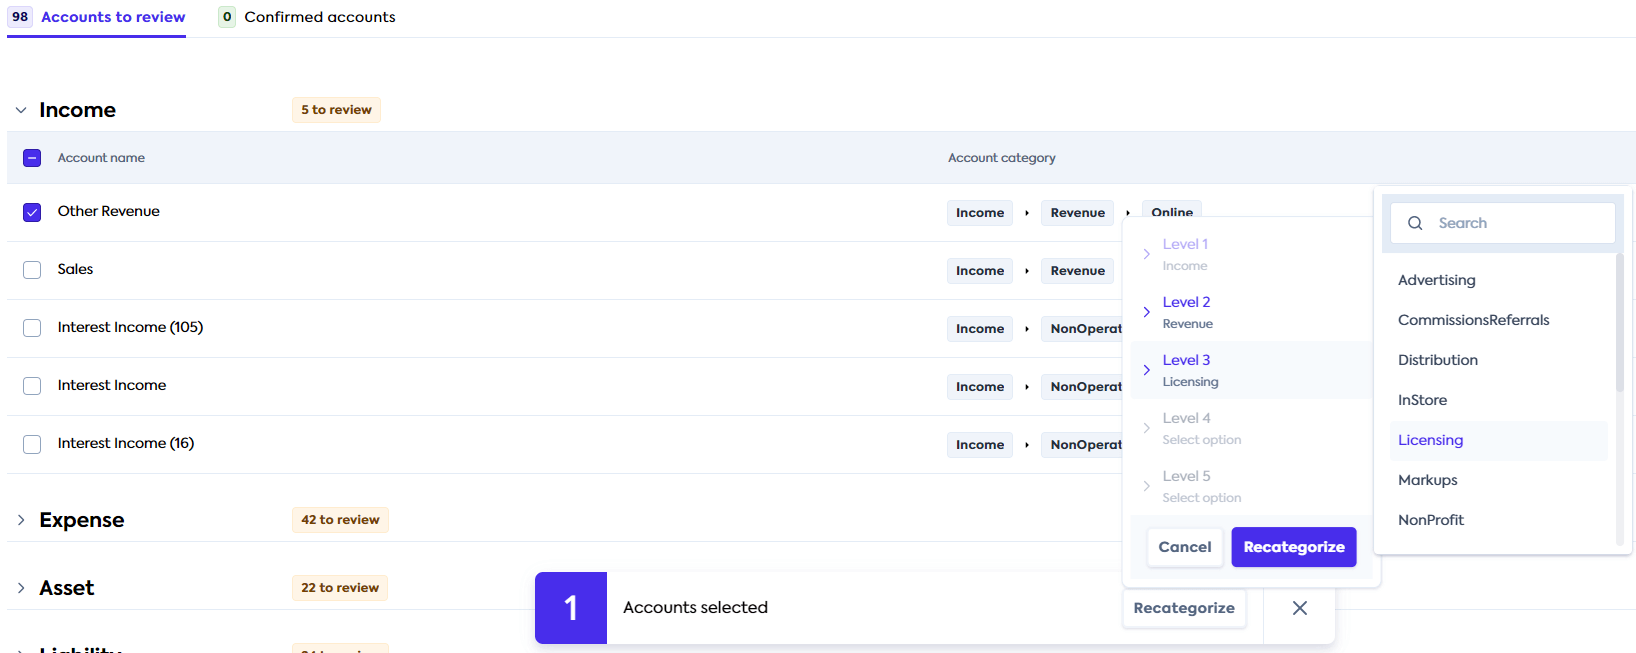 98 Accounts to review 0 Confirmed accounts
Income 5 to review
Account name Account category
Other Revenue Income Revenue Online
Sales Income Revenue
Interest Income (105) Income NonOperat
Interest Income Income NonOperat
Interest Income (16) Income NonOperat
Expense 42 to review
Asset 22 to review
Liability to review
Level 1
Income
Level 2
Revenue
Level 3
Licensing
Level 4
Select option
Level 5
Select option
Cancel Recategorize
Search
Advertising
CommissionsReferrals
Distribution
InStore
Licensing
Markups
NonProfit
1 Accounts selected Recategorize